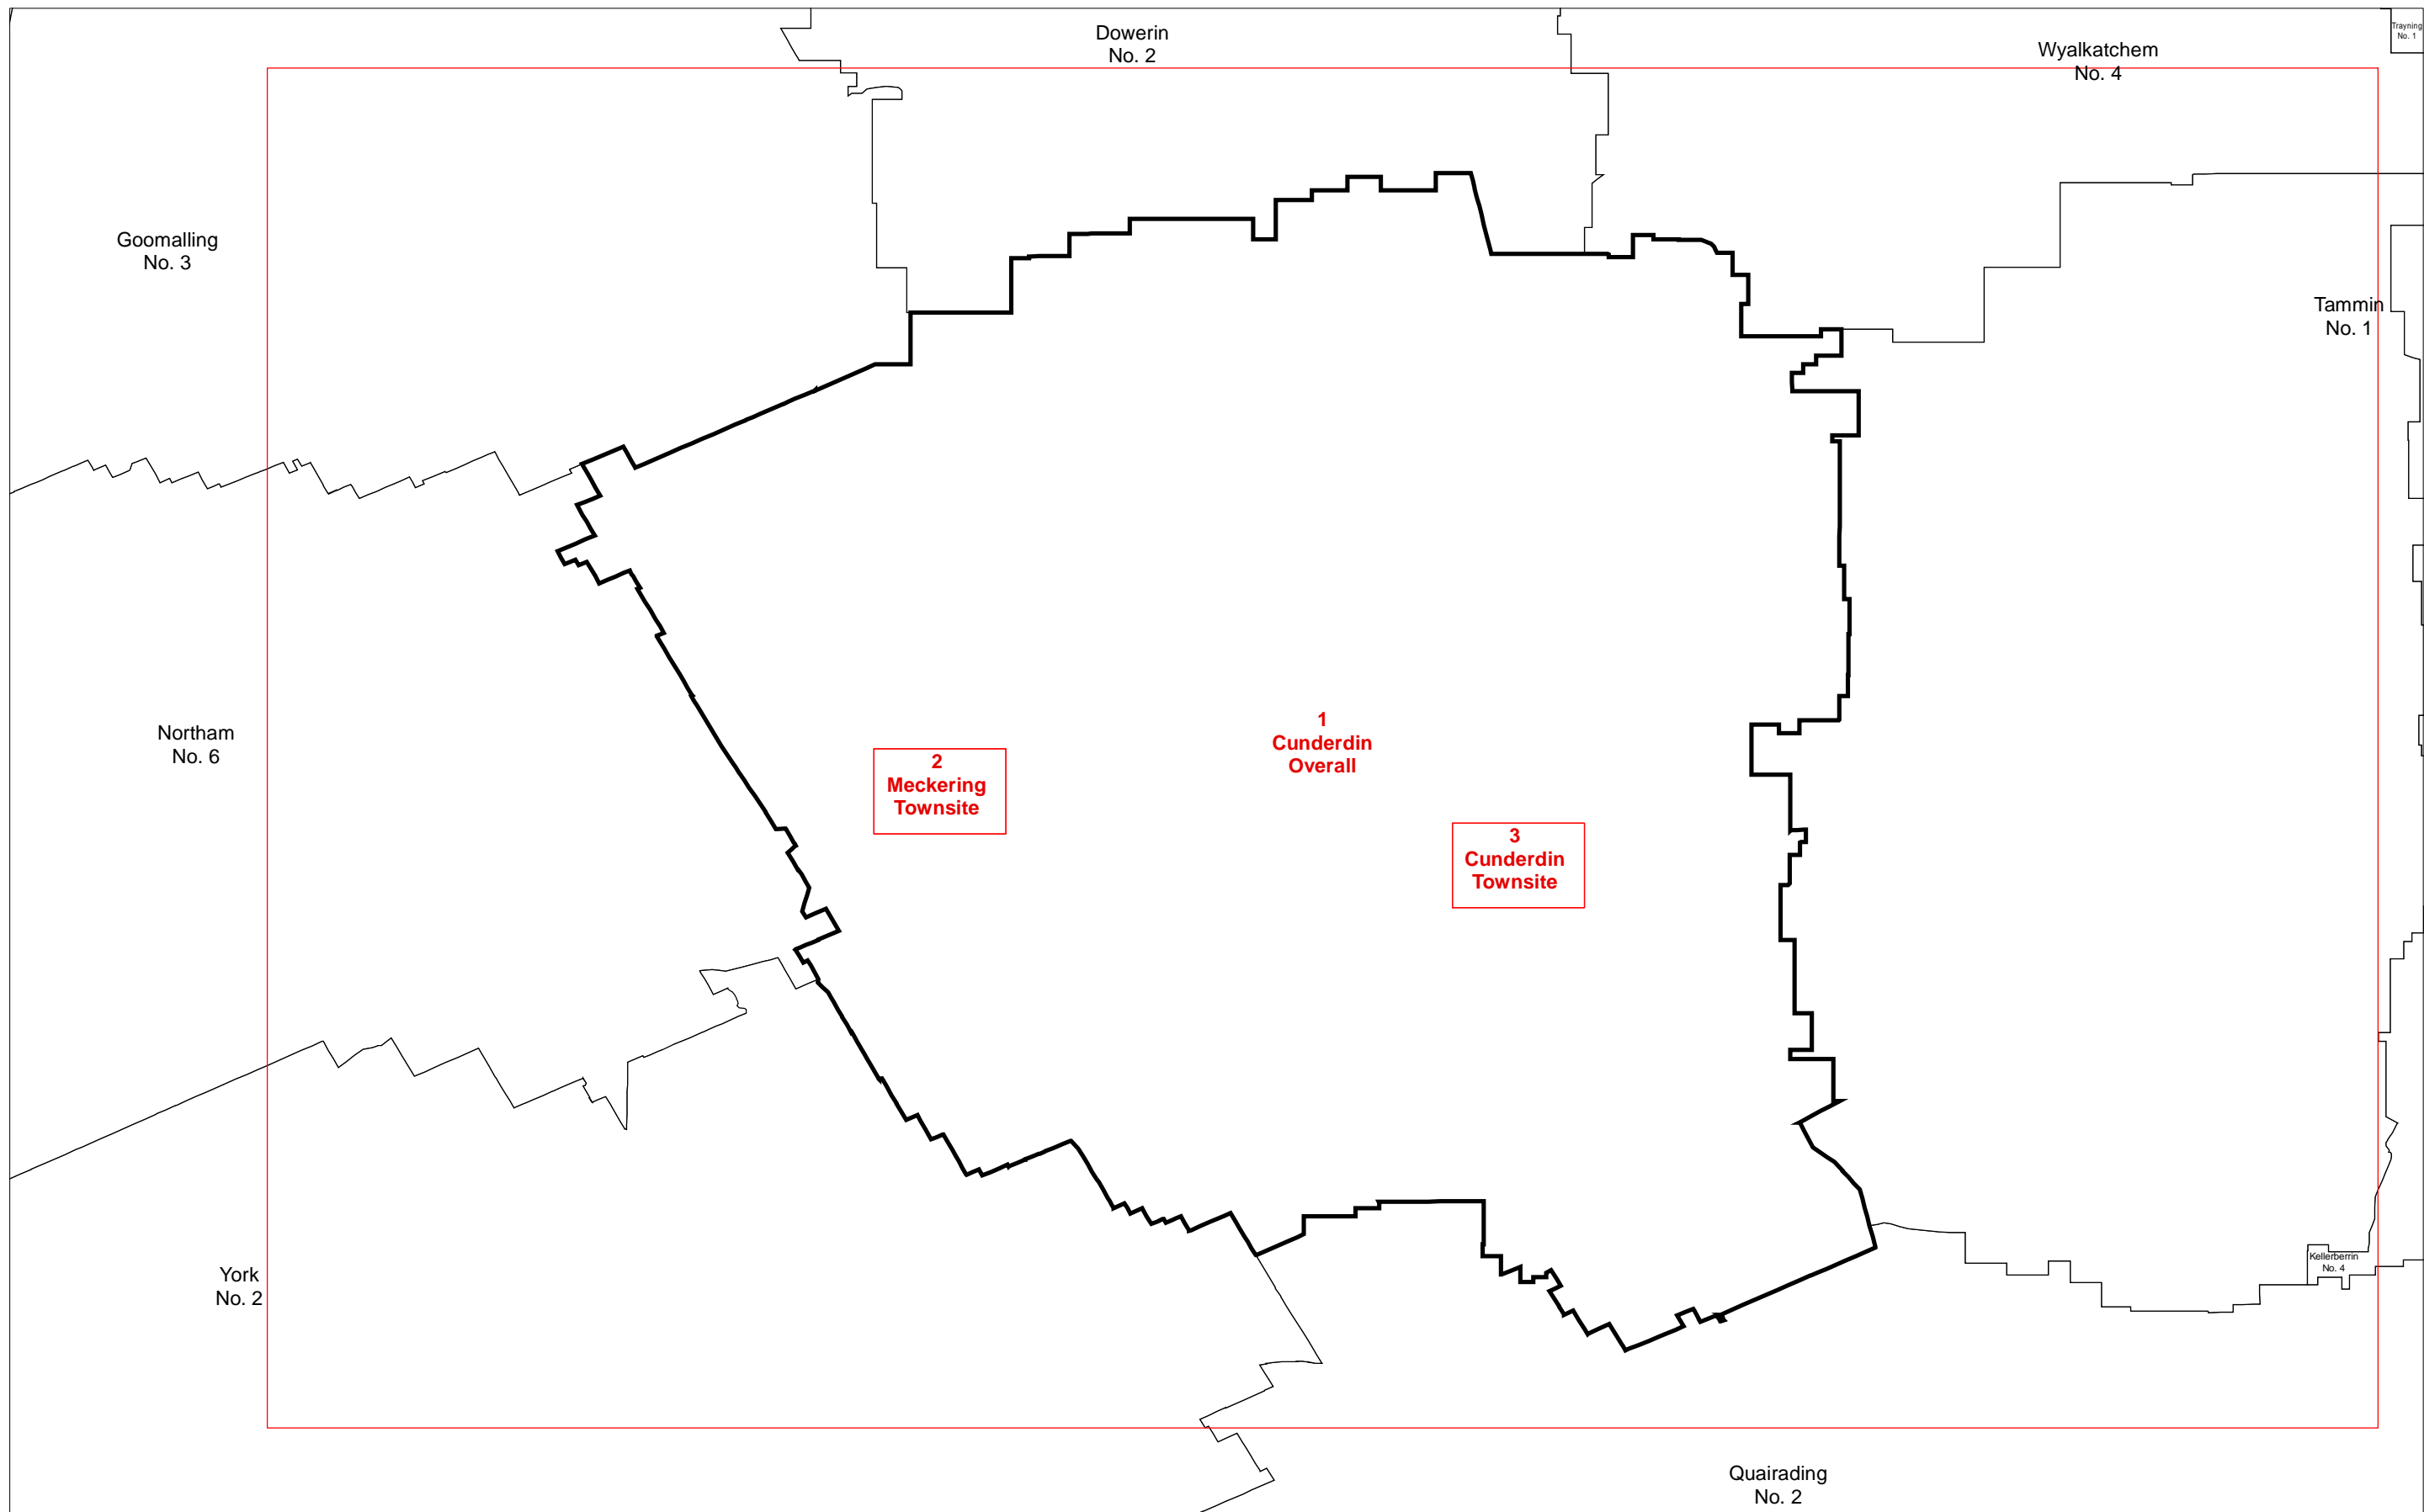 Dowerin
No. 2
Wyalkatchem
No. 4
Trayning
No. 1
Goomalling
No. 3
Tammin
No. 1
Northam
No. 6
1
Cunderdin
Overall
2
Meckering
Townsite
3
Cunderdin
Townsite
York
No. 2
Kellerberrin
No. 4
Quairading
No. 2